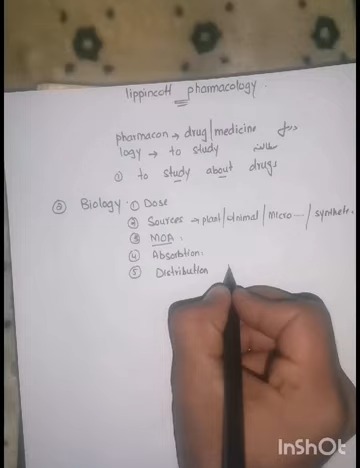 lippincott pharmacology.
pharmacon → drug/medicine
logy → to study
① to study about drugs
② Biology ① Dose
② Sources → plant/animal/micro..../synthetic
③ MOA.
④ Absorbtion.
⑤ Distribution
InShOt